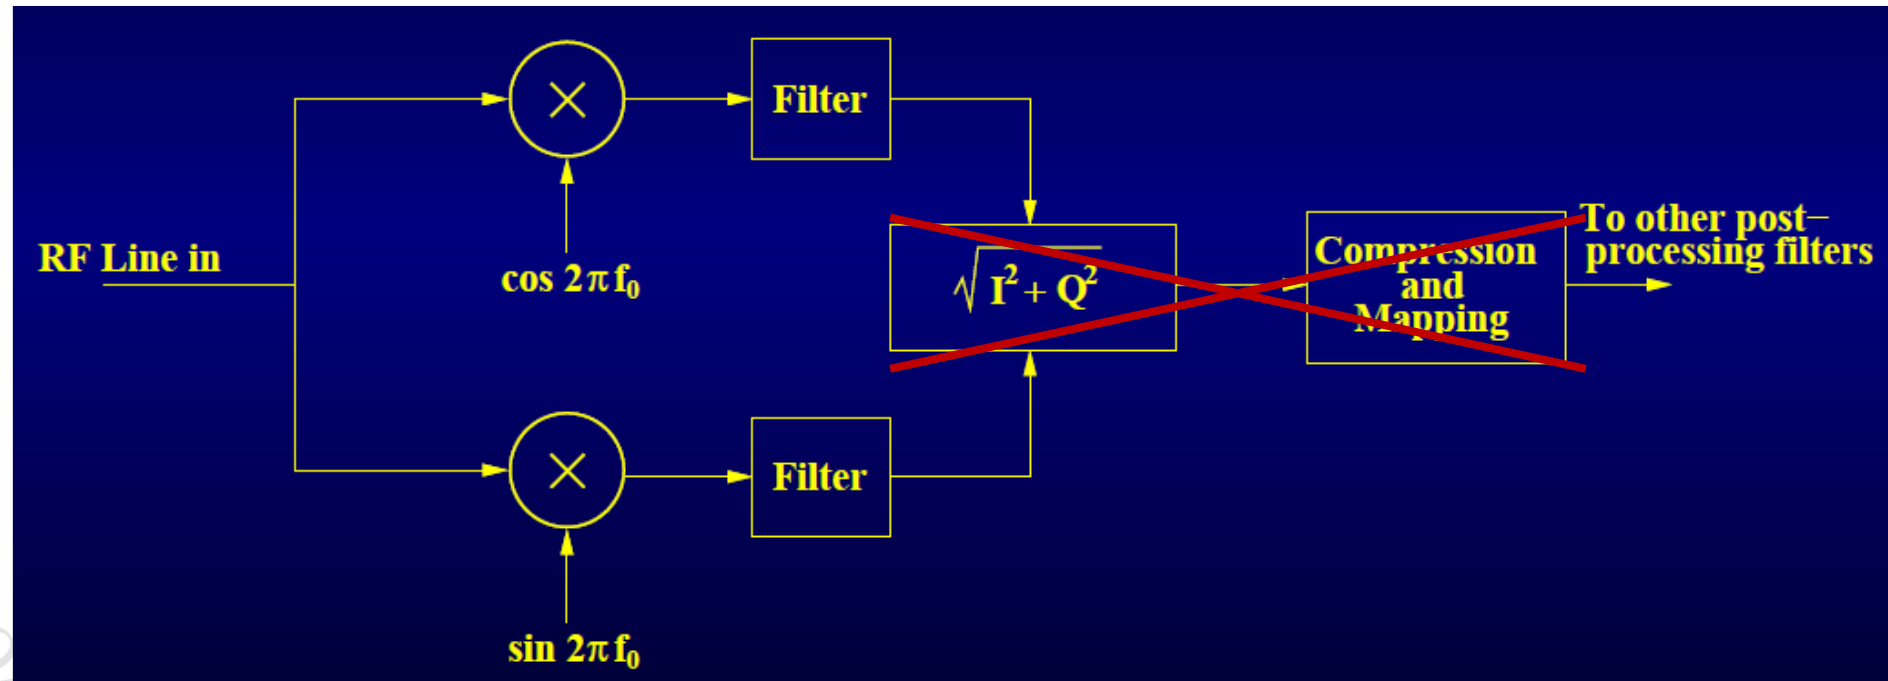 Filter
RF Line in
cos 2π f₀
√ I² + Q²
Compression
and
Mapping
To other post–
processing filters
Filter
sin 2π f₀